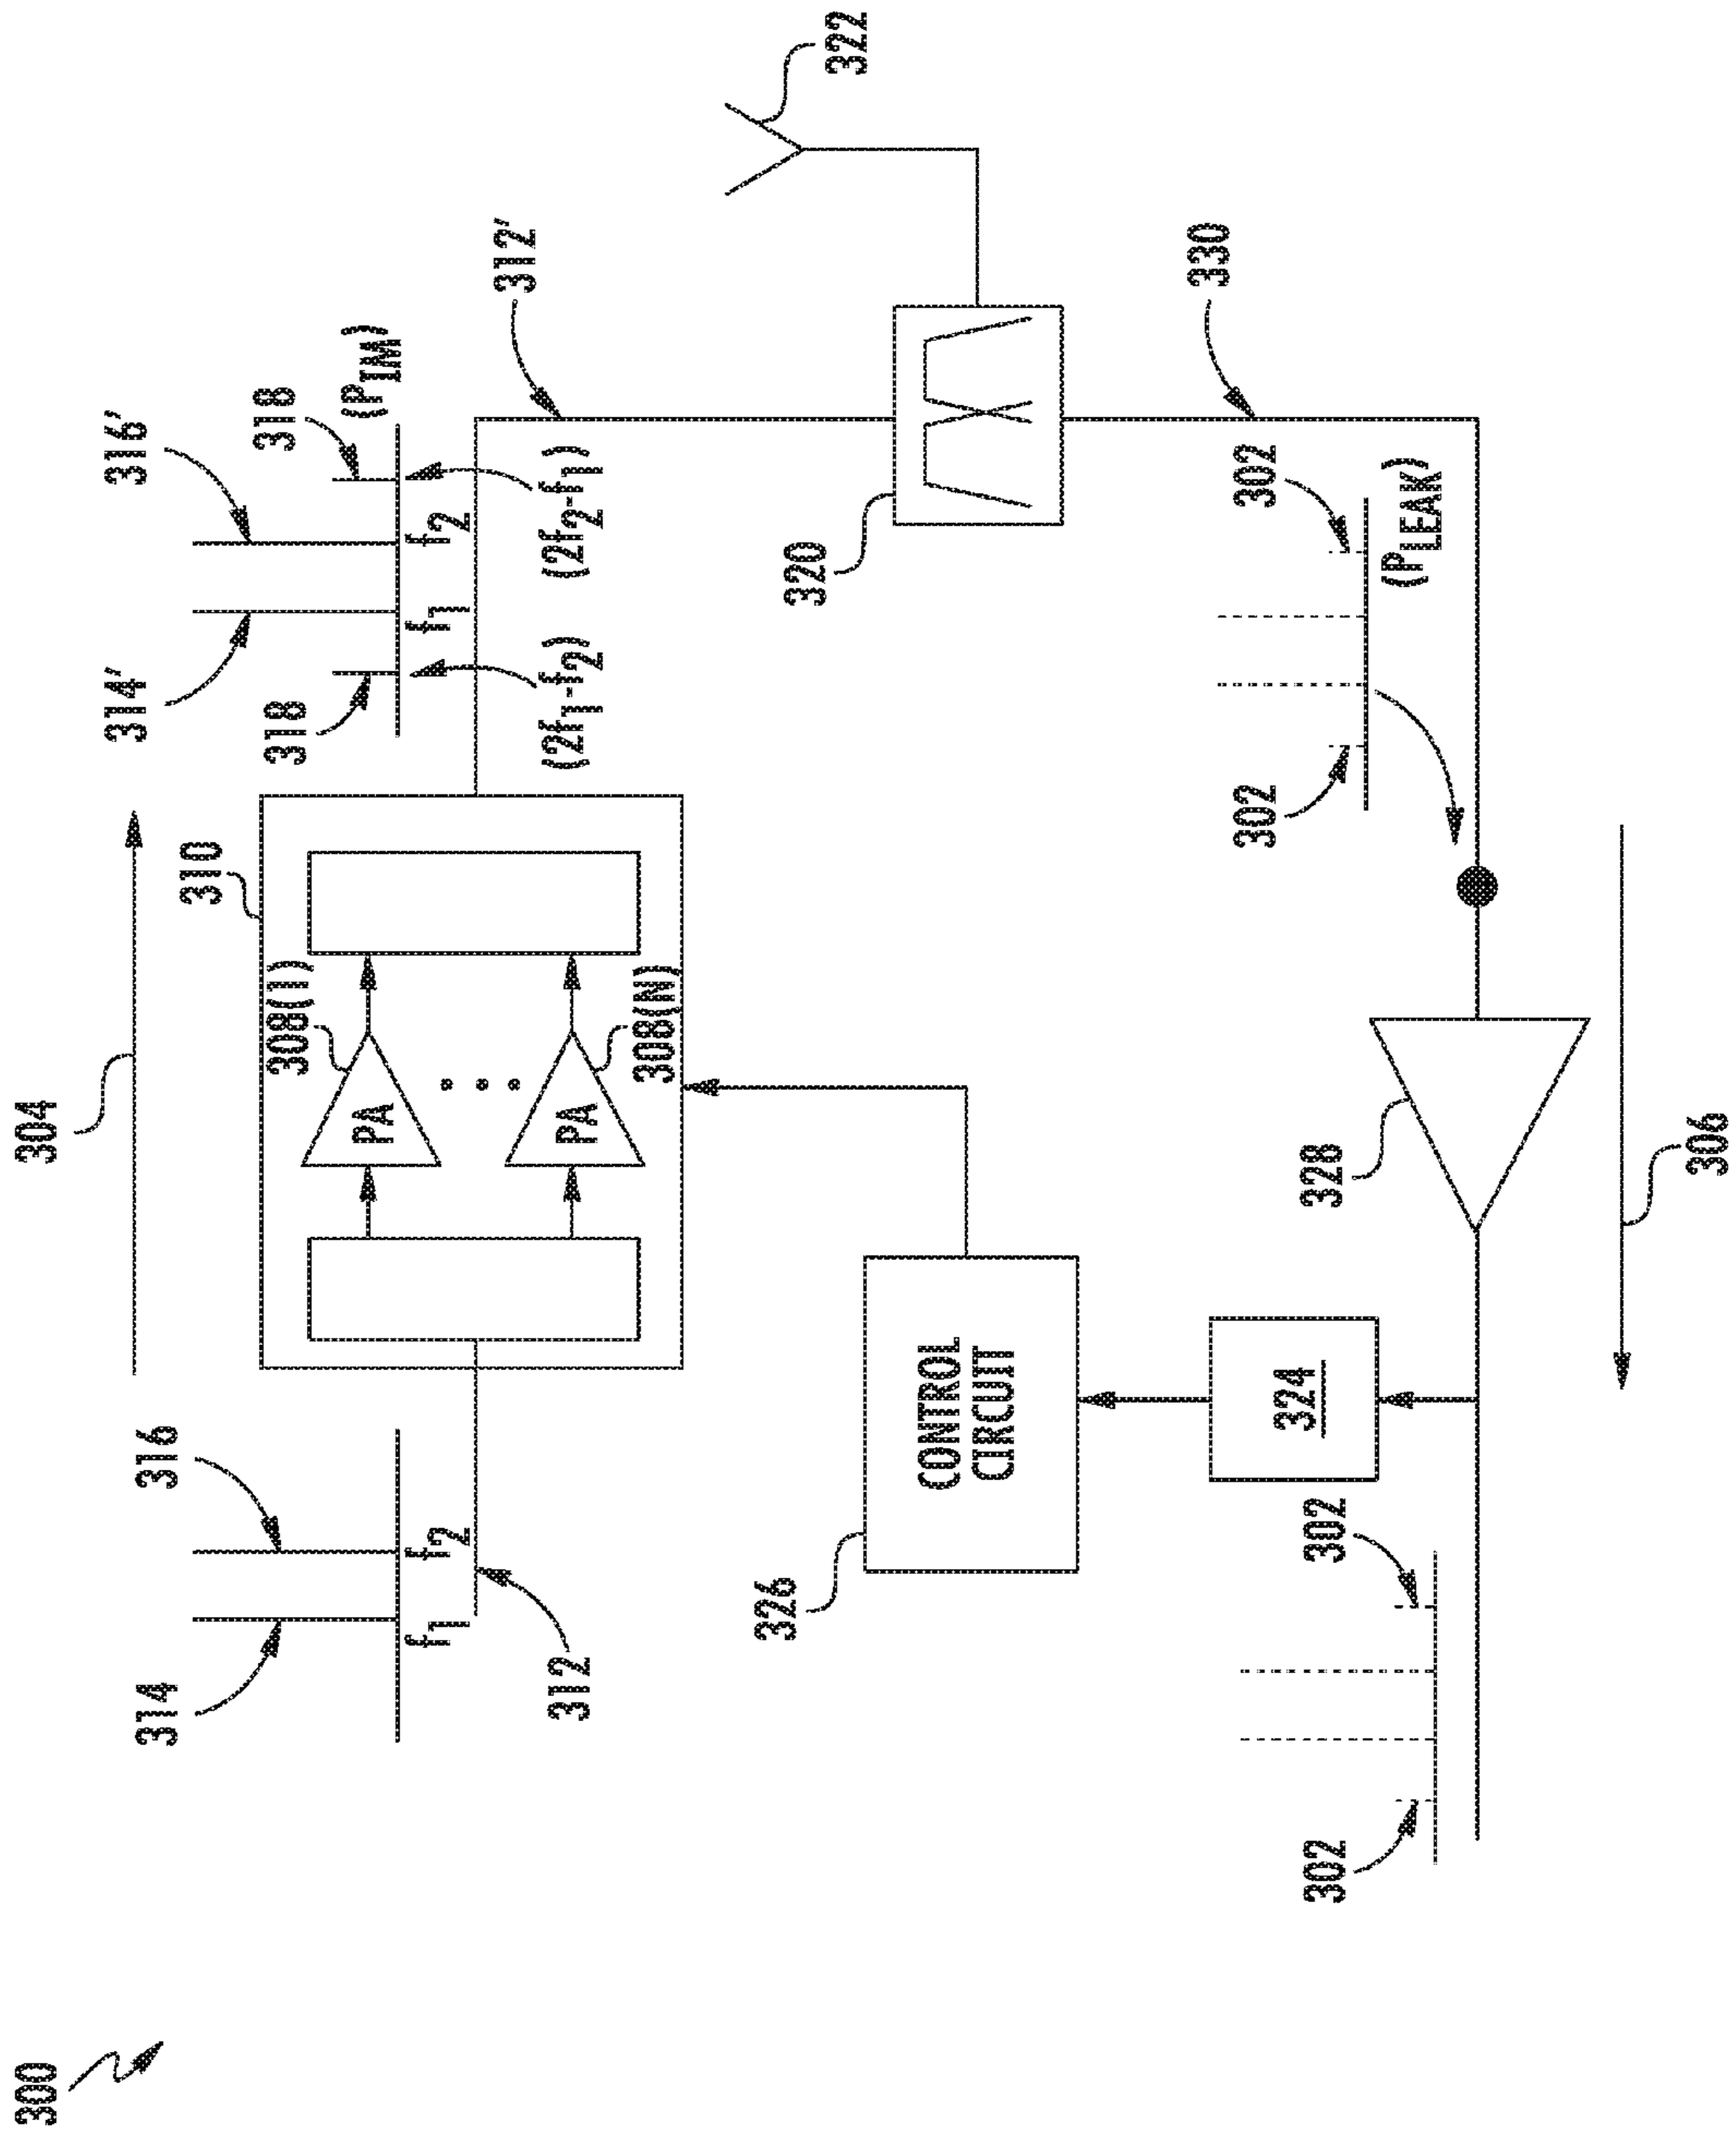 300
304
314
316
f1
f2
312
310
308(1)
PA
PA
308(N)
314'
316'
318
318
(PIM)
f1
f2
(2f1-f2)
(2f2-f1)
312'
320
322
326
CONTROL
CIRCUIT
324
328
330
302
302
(PLEAK)
302
302
306